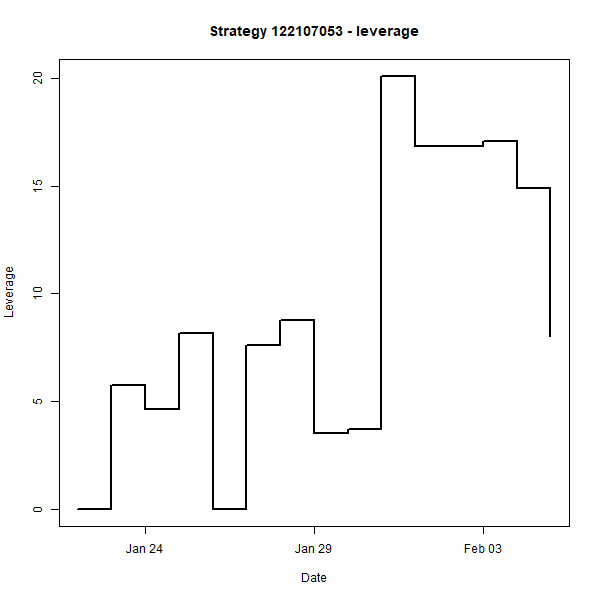 Strategy 122107053 - leverage
20
15
10
5
0
Leverage
Jan 24
Jan 29
Feb 03
Date